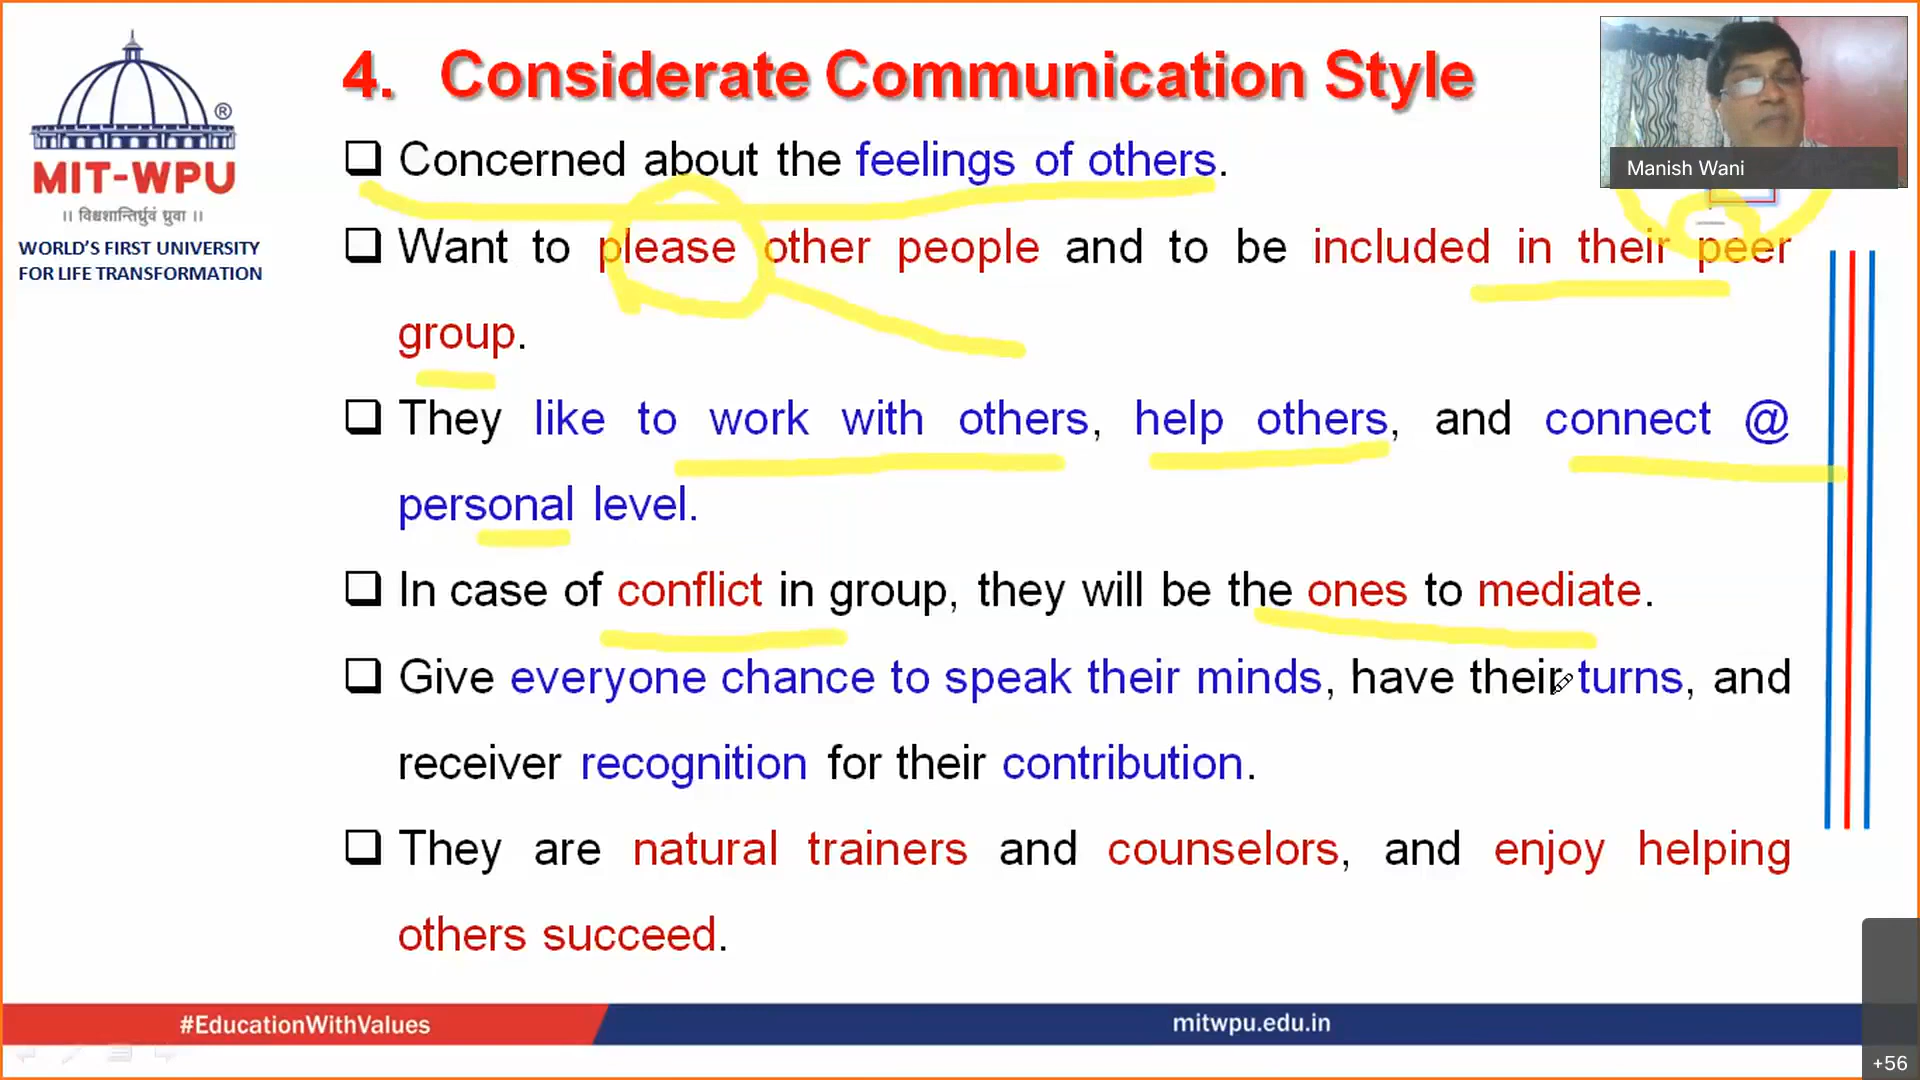 4. Considerate Communication Style
❑ Concerned about the feelings of others.
❑ Want to please other people and to be included in their peer
group.
❑ They like to work with others, help others, and connect @
personal level.
❑ In case of conflict in group, they will be the ones to mediate.
❑ Give everyone chance to speak their minds, have their turns, and
receiver recognition for their contribution.
❑ They are natural trainers and counselors, and enjoy helping
others succeed.
®
MIT-WPU
॥ विश्वशान्तिर्ध्रुवं ध्रुवा ॥
WORLD'S FIRST UNIVERSITY
FOR LIFE TRANSFORMATION
Manish Wani
#EducationWithValues
mitwpu.edu.in
+56